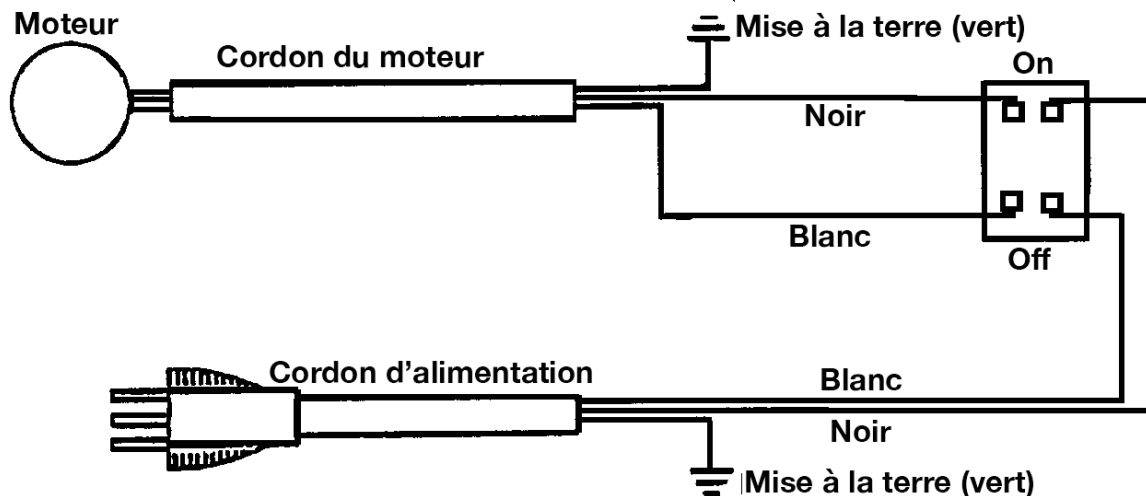 Moteur
Mise à la terre (vert)
Cordon du moteur
On
Noir
Blanc
Off
Cordon d’alimentation
Blanc
Noir
Mise à la terre (vert)